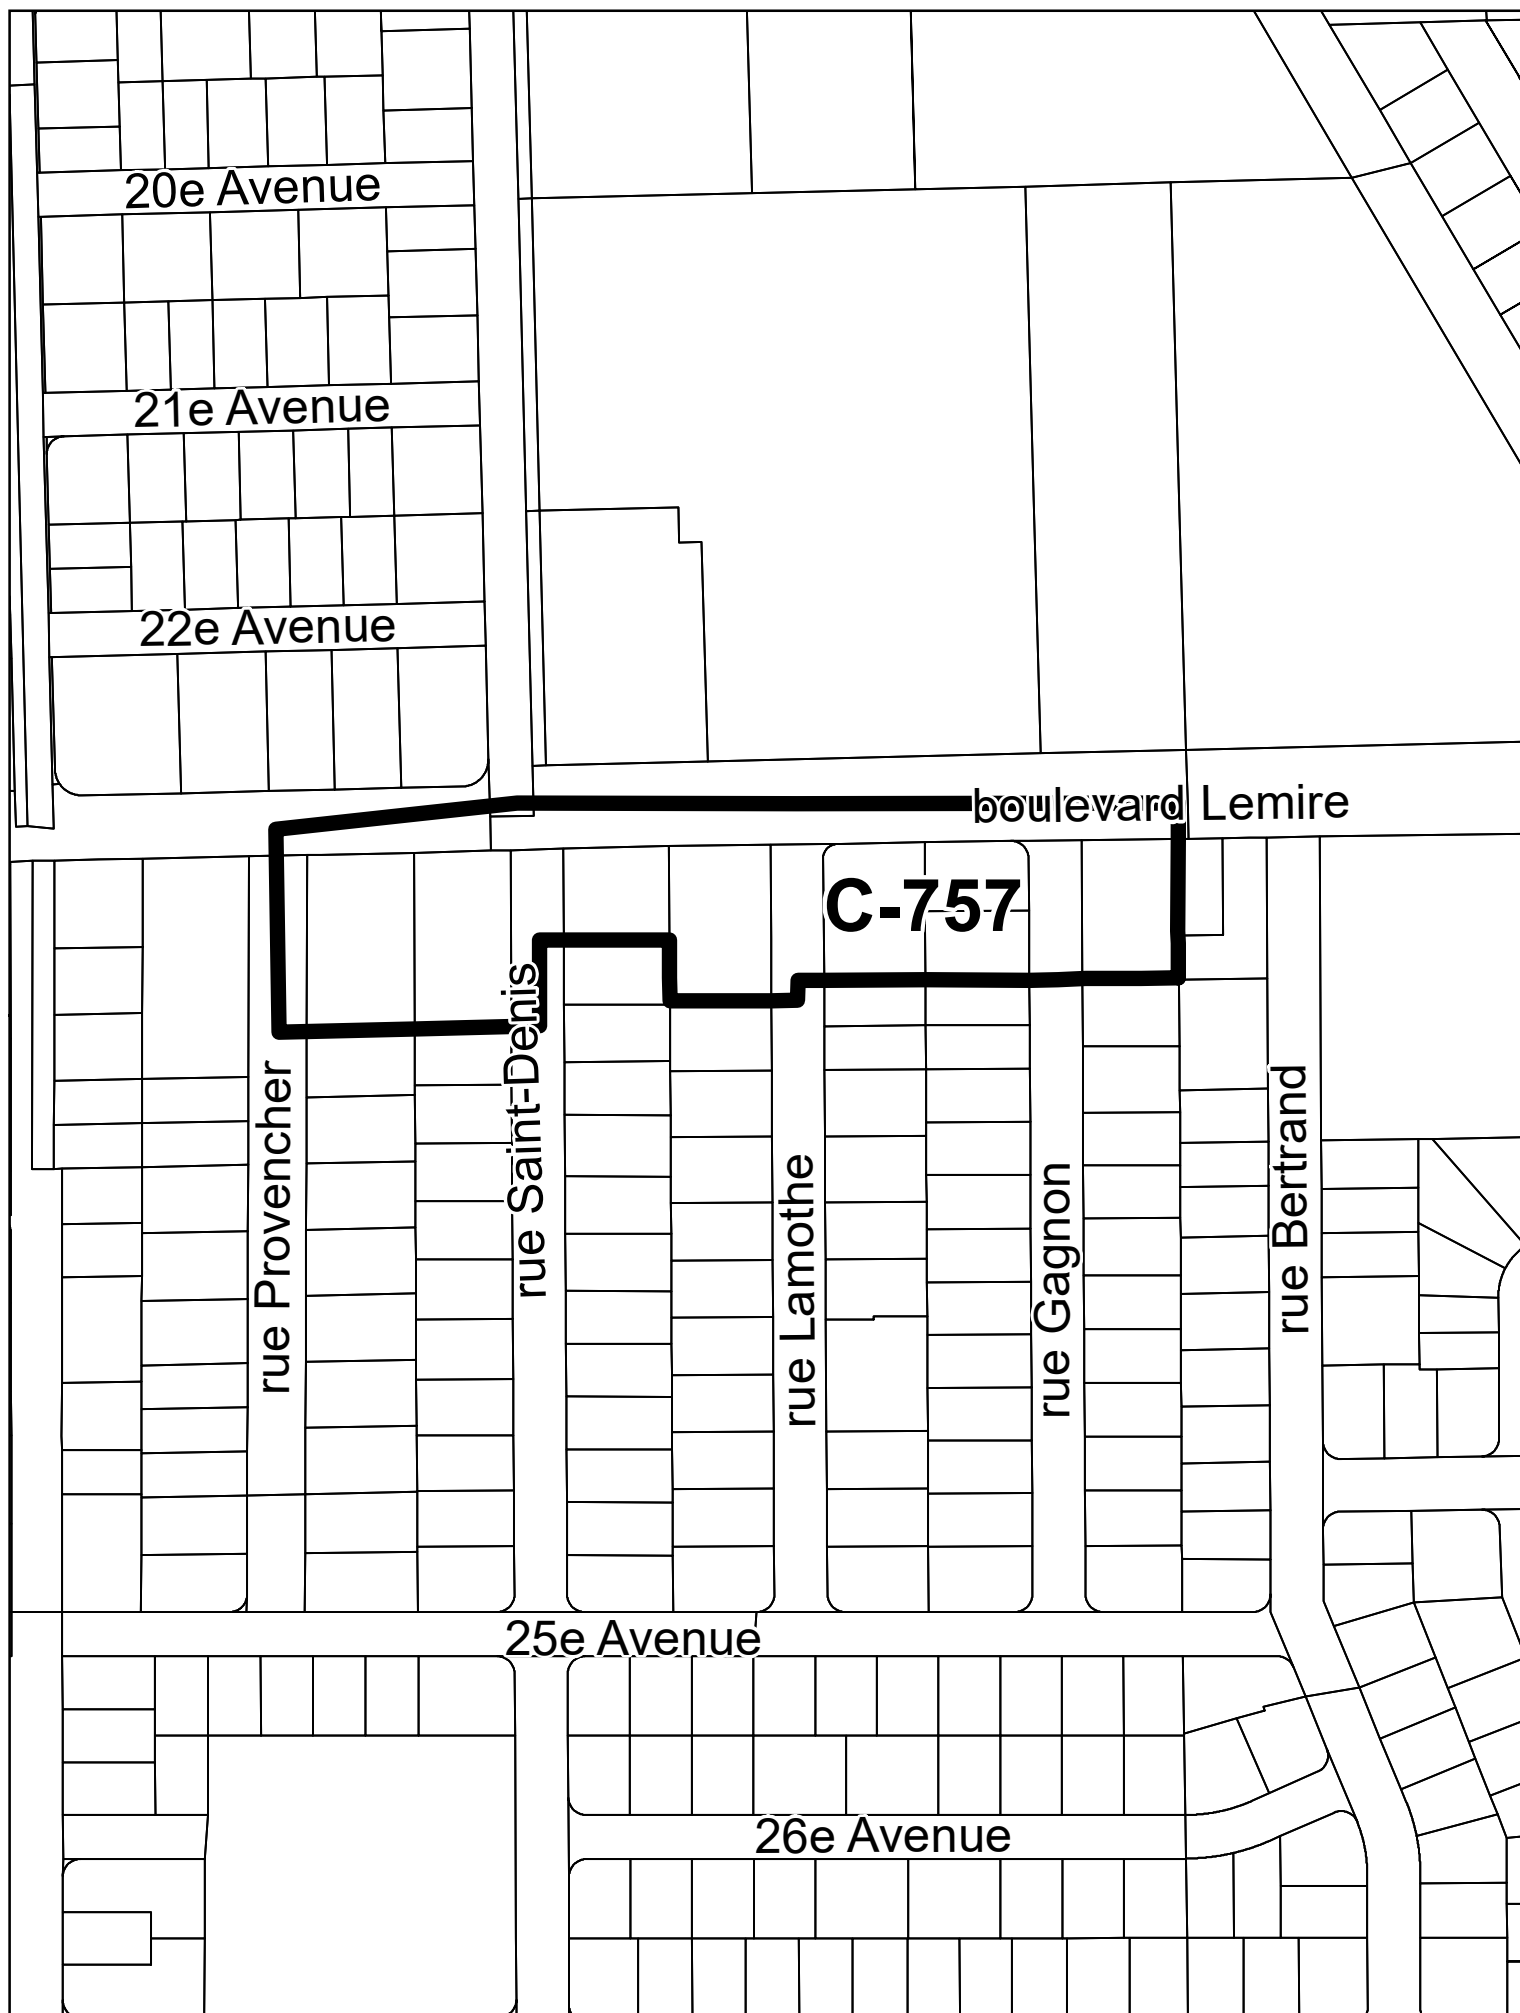 20e Avenue
21e Avenue
22e Avenue
boulevard Lemire
C-757
rue Provencher
rue Saint-Denis
rue Lamothe
rue Gagnon
rue Bertrand
25e Avenue
26e Avenue